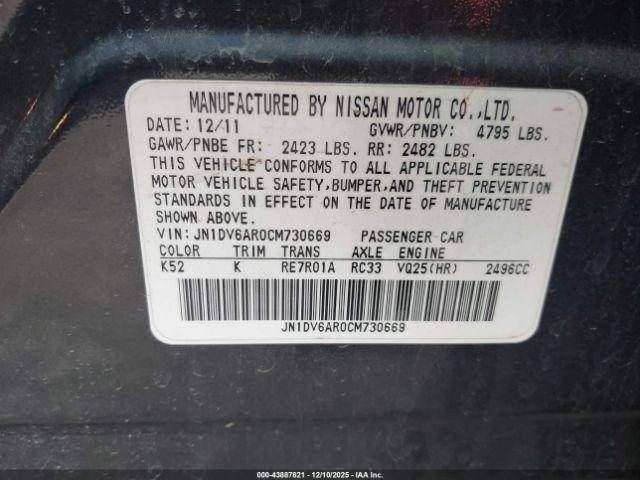 MANUFACTURED BY NISSAN MOTOR CO.,LTD.
DATE: 12/11 GVWR/PNBV: 4795 LBS.
GAWR/PNBE FR: 2423 LBS. RR: 2482 LBS.
THIS VEHICLE CONFORMS TO ALL APPLICABLE FEDERAL
MOTOR VEHICLE SAFETY,BUMPER,AND THEFT PREVENTION
STANDARDS IN EFFECT ON THE DATE OF MANUFACTURE
SHOWN ABOVE.
VIN: JN1DV6AR0CM730669 PASSENGER CAR
COLOR TRIM TRANS AXLE ENGINE
K52 K RE7R01A RC33 VQ25(HR) 2496CC
JN1DV6AR0CM730669
000-43887821 - 12/10/2025 - IAAI.COM